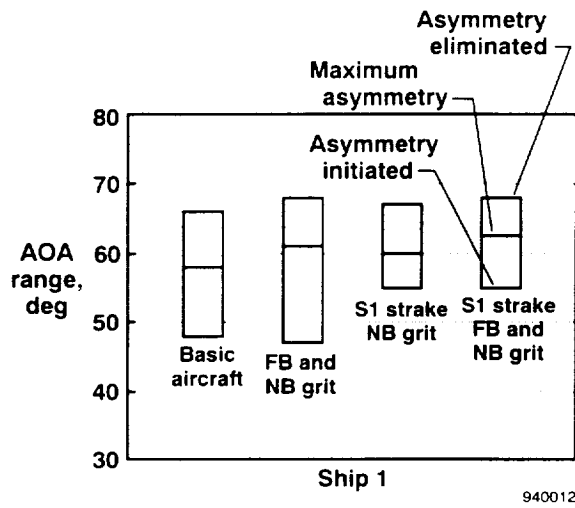 Asymmetry
eliminated
Maximum
asymmetry
Asymmetry
initiated
80
70
60
50
40
30
AOA
range,
deg
Basic
aircraft
FB and
NB grit
S1 strake
NB grit
S1 strake
FB and
NB grit
Ship 1
940012